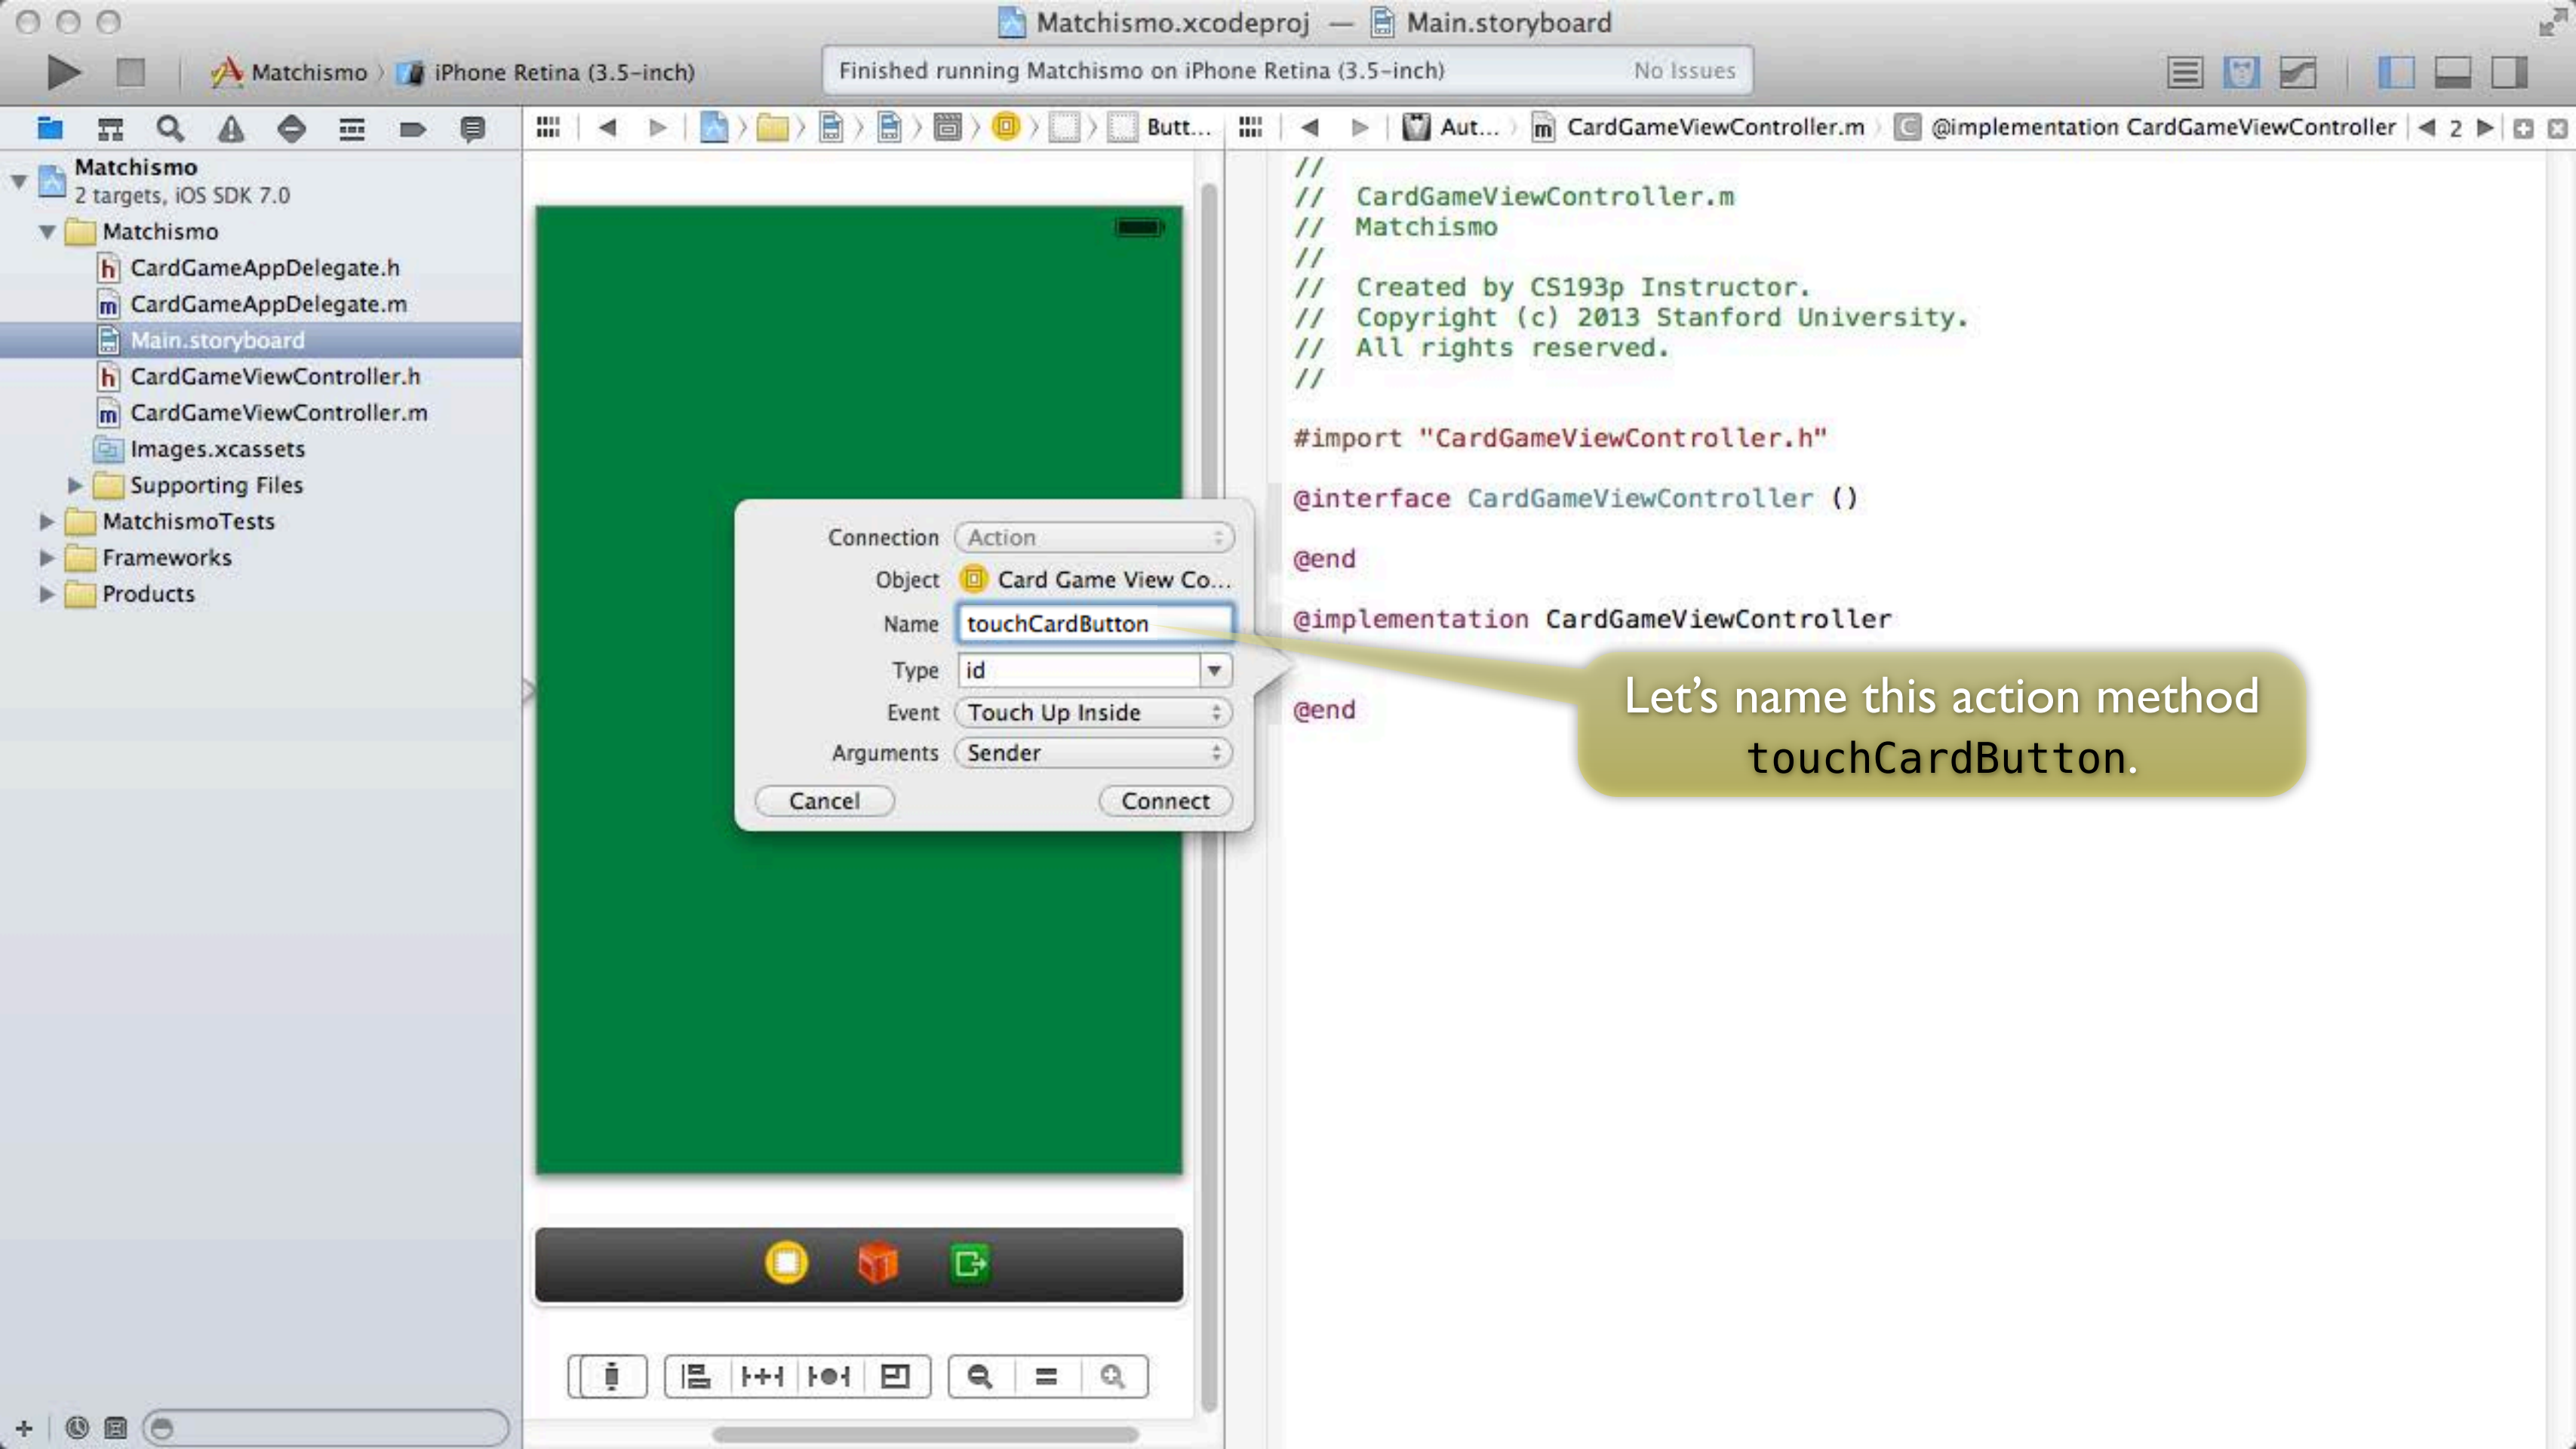 Matchismo.xcodeproj — Main.storyboard
Matchismo
iPhone Retina (3.5-inch)
Finished running Matchismo on iPhone Retina (3.5-inch)
No Issues
Butt...
Aut...
CardGameViewController.m
@implementation CardGameViewController
2
Matchismo
2 targets, iOS SDK 7.0
Matchismo
CardGameAppDelegate.h
CardGameAppDelegate.m
Main.storyboard
CardGameViewController.h
CardGameViewController.m
Images.xcassets
Supporting Files
MatchismoTests
Frameworks
Products
Connection Action
Object Card Game View Co...
Name touchCardButton
Type id
Event Touch Up Inside
Arguments Sender
Cancel Connect
//
// CardGameViewController.m
// Matchismo
//
// Created by CS193p Instructor.
// Copyright (c) 2013 Stanford University.
// All rights reserved.
//
#import "CardGameViewController.h"
@interface CardGameViewController ()
@end
@implementation CardGameViewController
@end
Let's name this action method
touchCardButton.